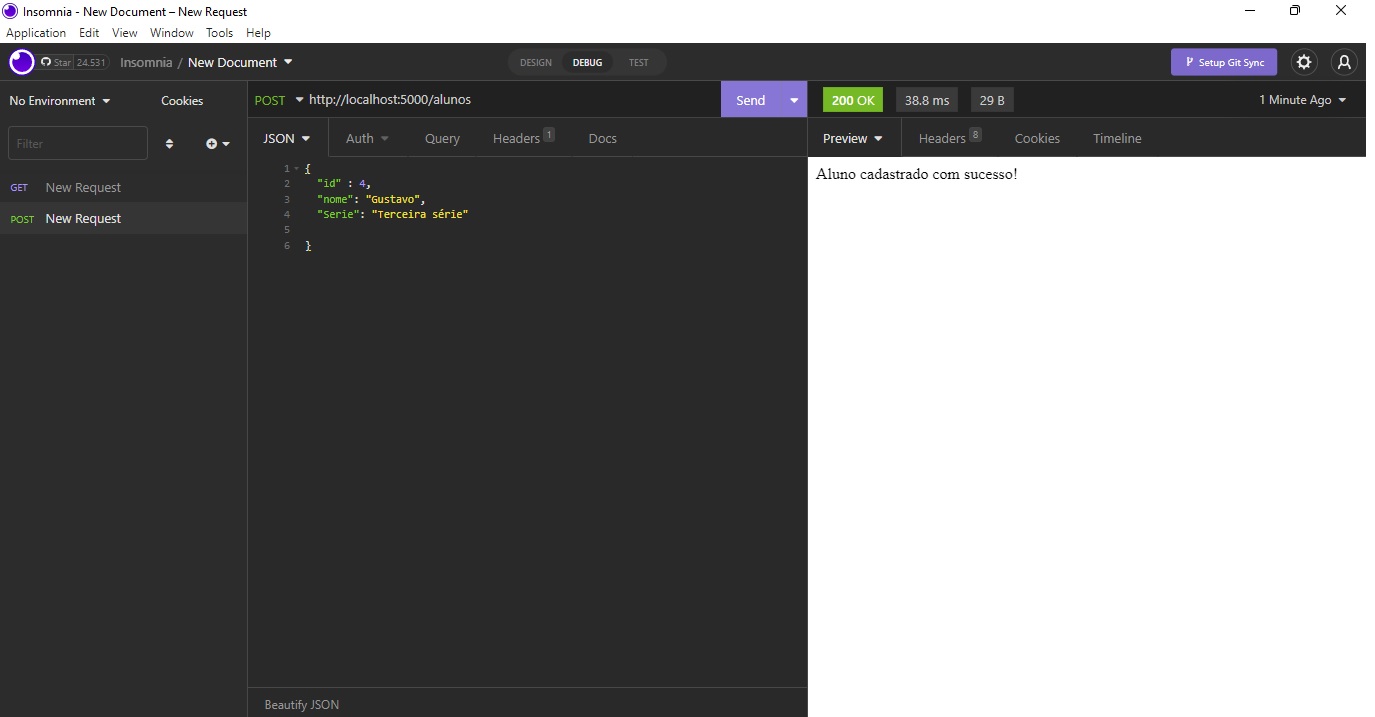 Insomnia - New Document – New Request
Application Edit View Window Tools Help
Star 24.531 Insomnia / New Document DESIGN DEBUG TEST Setup Git Sync
No Environment Cookies
Filter
GET New Request
POST New Request
POST http://localhost:5000/alunos Send
JSON Auth Query Headers 1 Docs
1 {
2 "id" : 4,
3 "nome": "Gustavo",
4 "Serie": "Terceira série"
5
6 }
Beautify JSON
200 OK 38.8 ms 29 B 1 Minute Ago
Preview Headers 8 Cookies Timeline
Aluno cadastrado com sucesso!